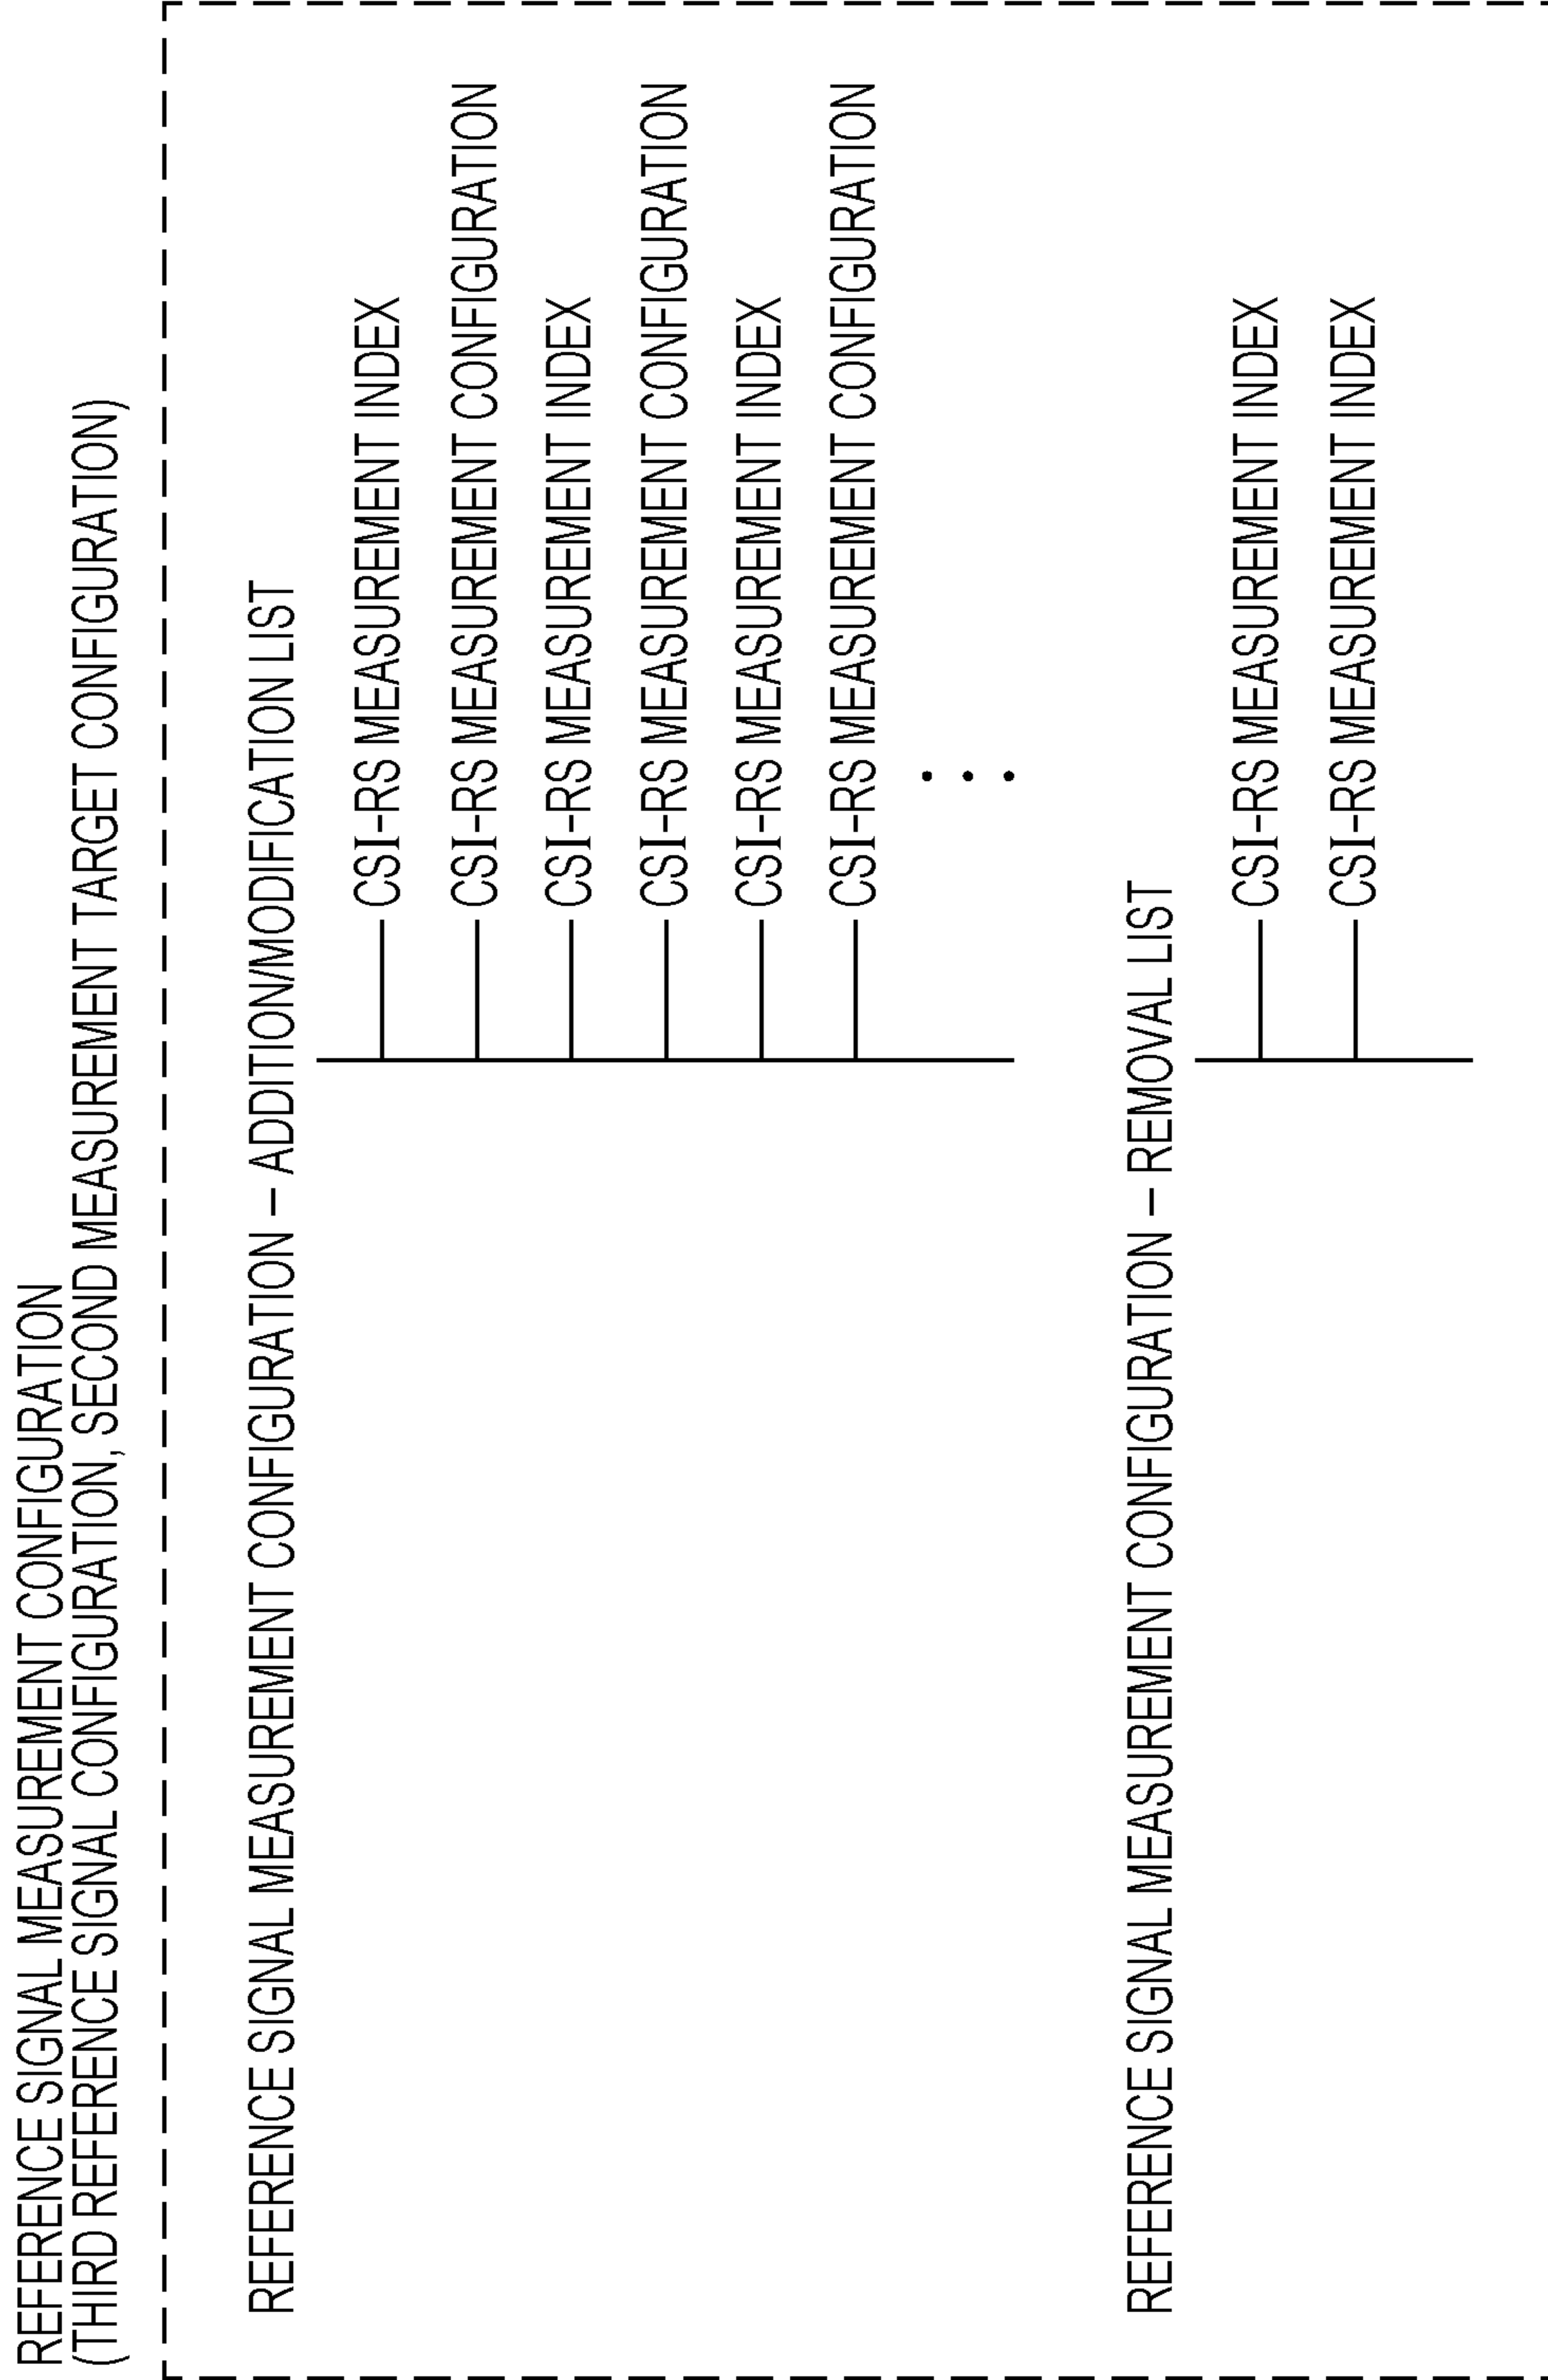 REFERENCE SIGNAL MEASUREMENT CONFIGURATION
(THIRD REFERENCE SIGNAL CONFIGURATION, SECOND MEASUREMENT TARGET CONFIGURATION)
REFERENCE SIGNAL MEASUREMENT CONFIGURATION – ADDITION/MODIFICATION LIST
CSI-RS MEASUREMENT INDEX
CSI-RS MEASUREMENT CONFIGURATION
CSI-RS MEASUREMENT INDEX
CSI-RS MEASUREMENT CONFIGURATION
CSI-RS MEASUREMENT INDEX
CSI-RS MEASUREMENT CONFIGURATION
. . .
REFERENCE SIGNAL MEASUREMENT CONFIGURATION – REMOVAL LIST
CSI-RS MEASUREMENT INDEX
CSI-RS MEASUREMENT INDEX